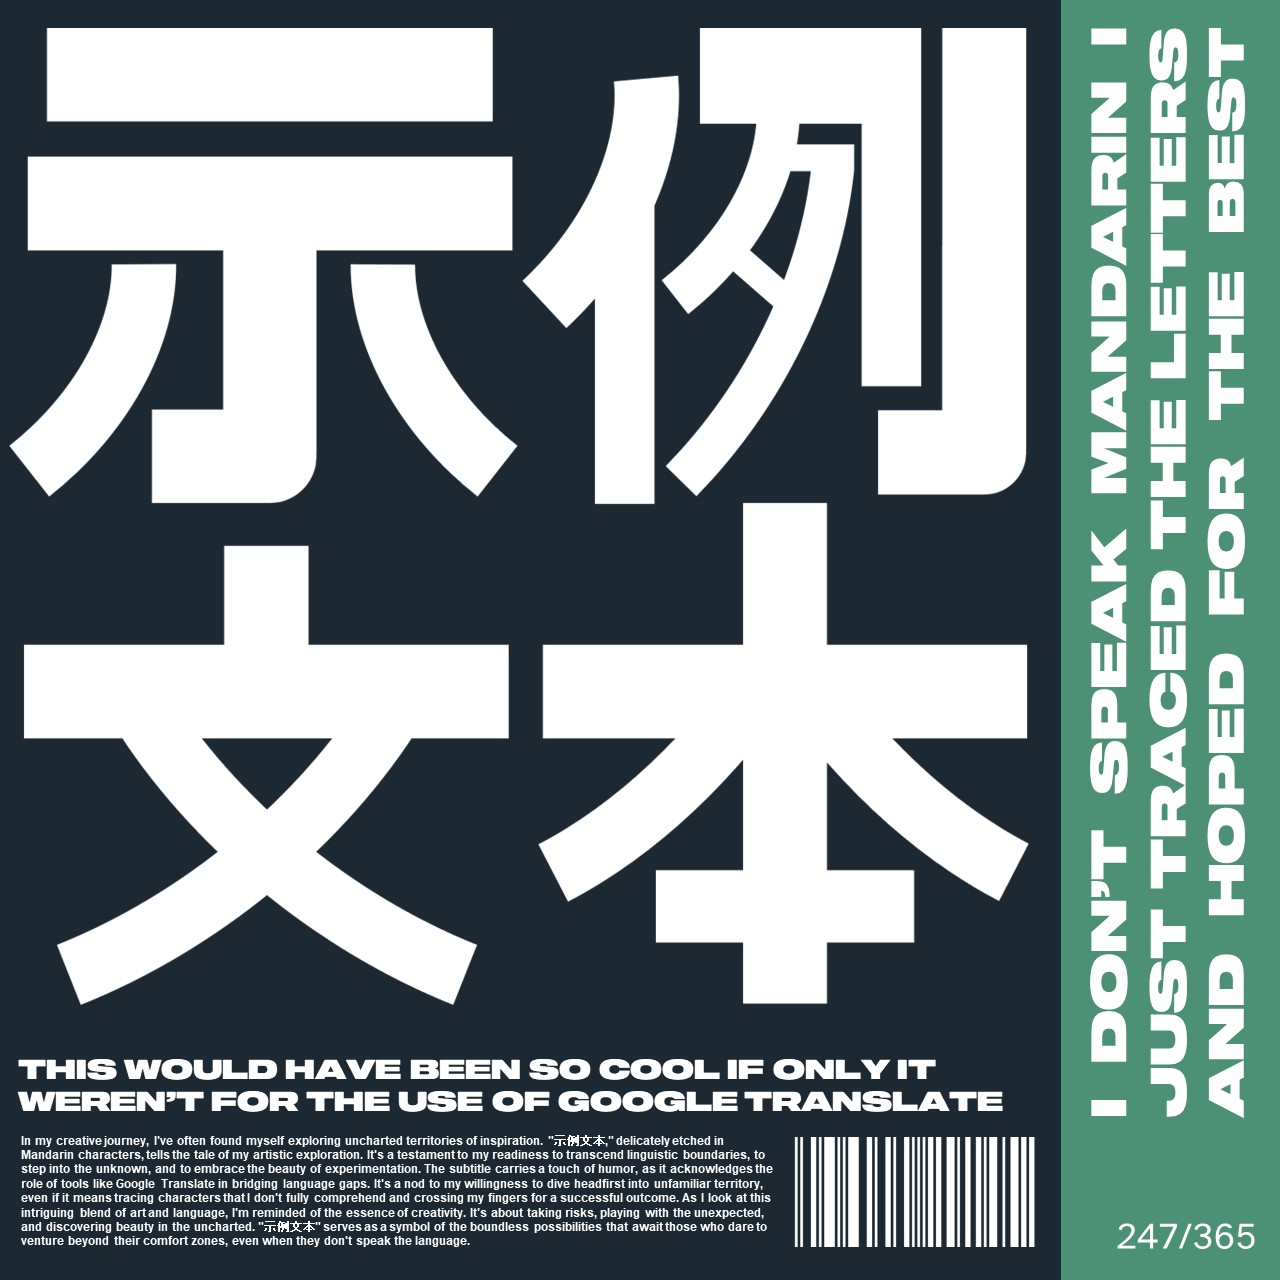 示例
文本
THIS WOULD HAVE BEEN SO COOL IF ONLY IT
WEREN'T FOR THE USE OF GOOGLE TRANSLATE
In my creative journey, I've often found myself exploring uncharted territories of inspiration. "示例文本," delicately etched in
Mandarin characters, tells the tale of my artistic exploration. It's a testament to my readiness to transcend linguistic boundaries, to
step into the unknown, and to embrace the beauty of experimentation. The subtitle carries a touch of humor, as it acknowledges the
role of tools like Google Translate in bridging language gaps. It's a nod to my willingness to dive headfirst into unfamiliar territory,
even if it means tracing characters that I don't fully comprehend and crossing my fingers for a successful outcome. As I look at this
intriguing blend of art and language, I'm reminded of the essence of creativity. It's about taking risks, playing with the unexpected,
and discovering beauty in the uncharted. "示例文本" serves as a symbol of the boundless possibilities that await those who dare to
venture beyond their comfort zones, even when they don't speak the language.
I DON'T SPEAK MANDARIN I
JUST TRACED THE LETTERS
AND HOPED FOR THE BEST
247/365